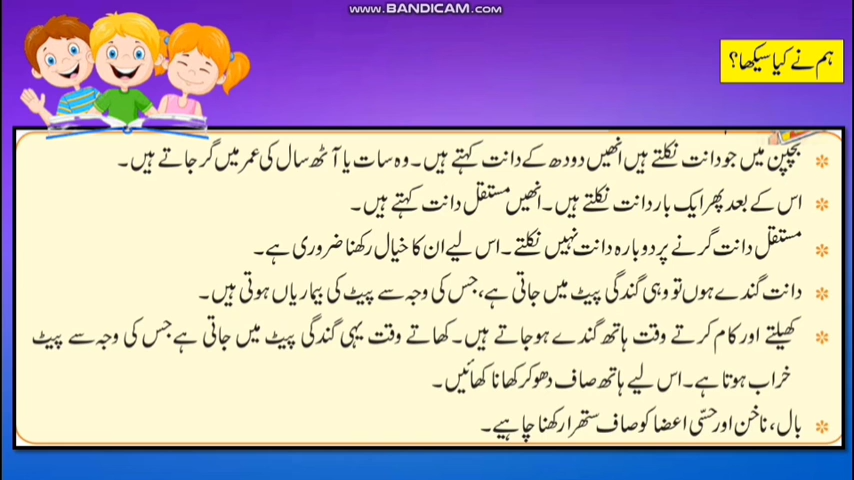 www.BANDICAM.com
ہم نے کیا سیکھا؟
بچپن میں جو دانت نکلتے ہیں انھیں دودھ کے دانت کہتے ہیں۔ وہ سات یا آٹھ سال کی عمر میں گر جاتے ہیں۔
اس کے بعد پھر ایک بار دانت نکلتے ہیں۔ انھیں مستقل دانت کہتے ہیں۔
مستقل دانت گرنے پر دوبارہ دانت نہیں نکلتے۔ اس لیے ان کا خیال رکھنا ضروری ہے۔
دانت گندے ہوں تو وہی گندگی پیٹ میں جاتی ہے، جس کی وجہ سے پیٹ کی بیماریاں ہوتی ہیں۔
کھیلتے اور کام کرتے وقت ہاتھ گندے ہو جاتے ہیں۔ کھاتے وقت یہی گندگی پیٹ میں جاتی ہے جس کی وجہ سے پیٹ
خراب ہوتا ہے۔ اس لیے ہاتھ صاف دھو کر کھانا کھائیں۔
بال، ناخن اور حسّی اعضا کو صاف ستھرا رکھنا چاہیے۔